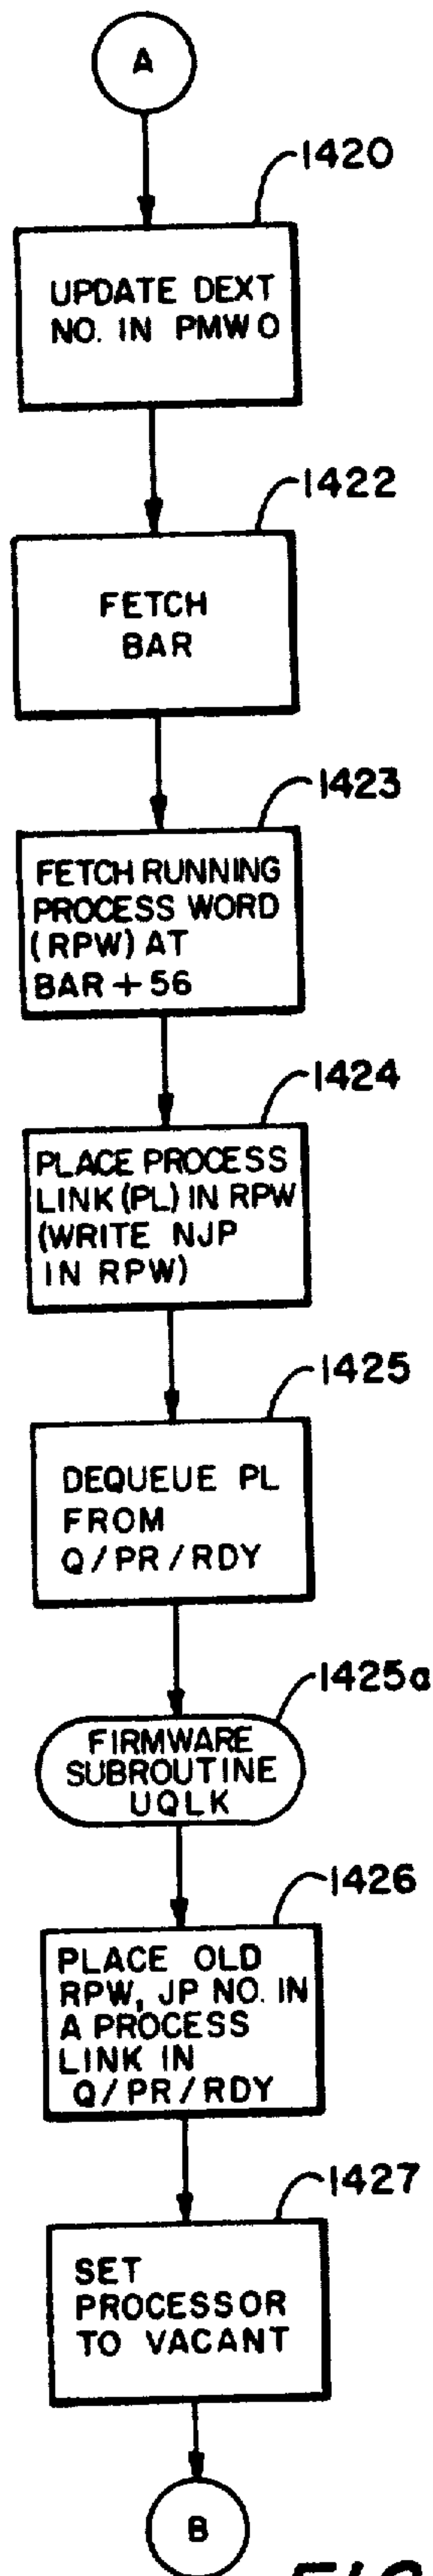 A
1420
UPDATE DEXT
NO. IN PMW O
1422
FETCH
BAR
1423
FETCH RUNNING
PROCESS WORD
(RPW) AT
BAR + 56
1424
PLACE PROCESS
LINK (PL) IN RPW
(WRITE NJP
IN RPW)
1425
DEQUEUE PL
FROM
Q/PR/RDY
1425a
FIRMWARE
SUBROUTINE
UQLK
1426
PLACE OLD
RPW, JP NO. IN
A PROCESS
LINK IN
Q/PR/RDY
1427
SET
PROCESSOR
TO VACANT
B